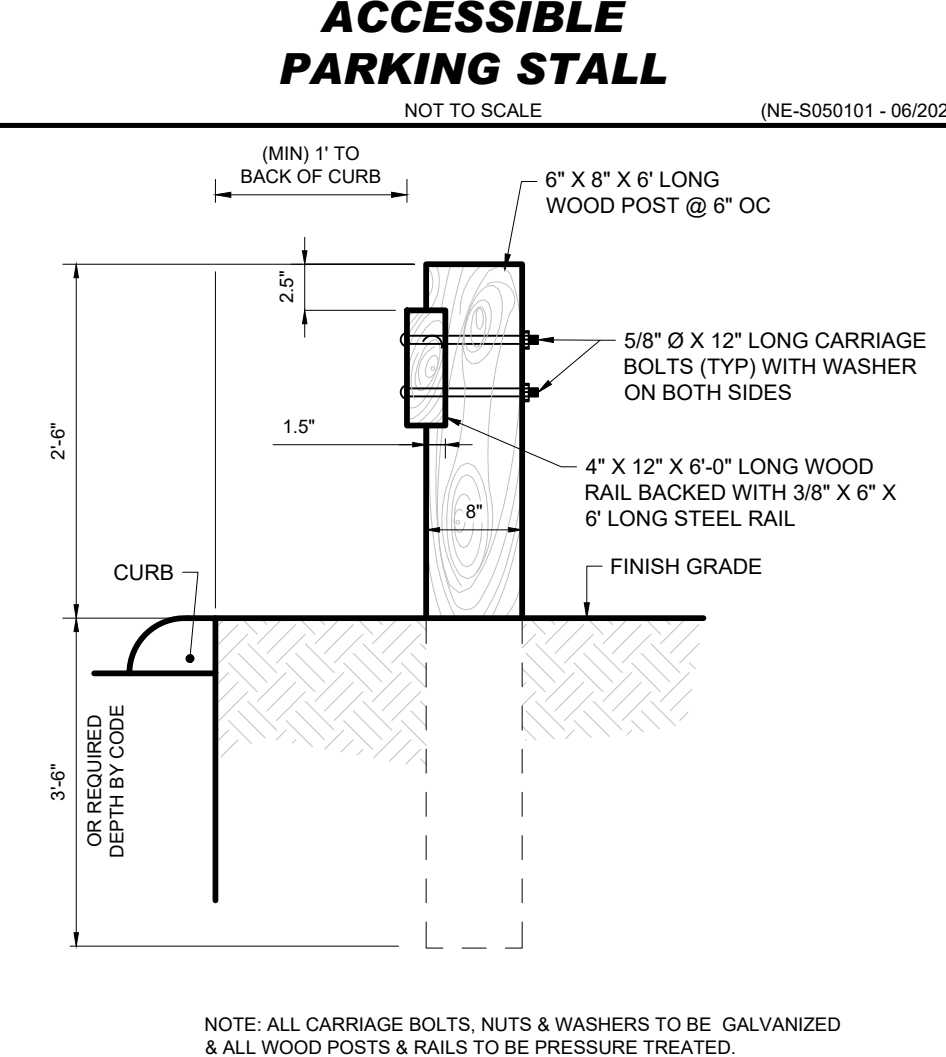 ACCESSIBLE
PARKING STALL
NOT TO SCALE
(NE-S050101 - 06/202
(MIN) 1' TO
BACK OF CURB
6" X 8" X 6' LONG
WOOD POST @ 6" OC
2.5"
5/8" Ø X 12" LONG CARRIAGE
BOLTS (TYP) WITH WASHER
ON BOTH SIDES
2'-6"
1.5"
4" X 12" X 6'-0" LONG WOOD
RAIL BACKED WITH 3/8" X 6" X
6' LONG STEEL RAIL
8"
CURB
FINISH GRADE
3'-6"
OR REQUIRED
DEPTH BY CODE
NOTE: ALL CARRIAGE BOLTS, NUTS & WASHERS TO BE GALVANIZED
& ALL WOOD POSTS & RAILS TO BE PRESSURE TREATED.